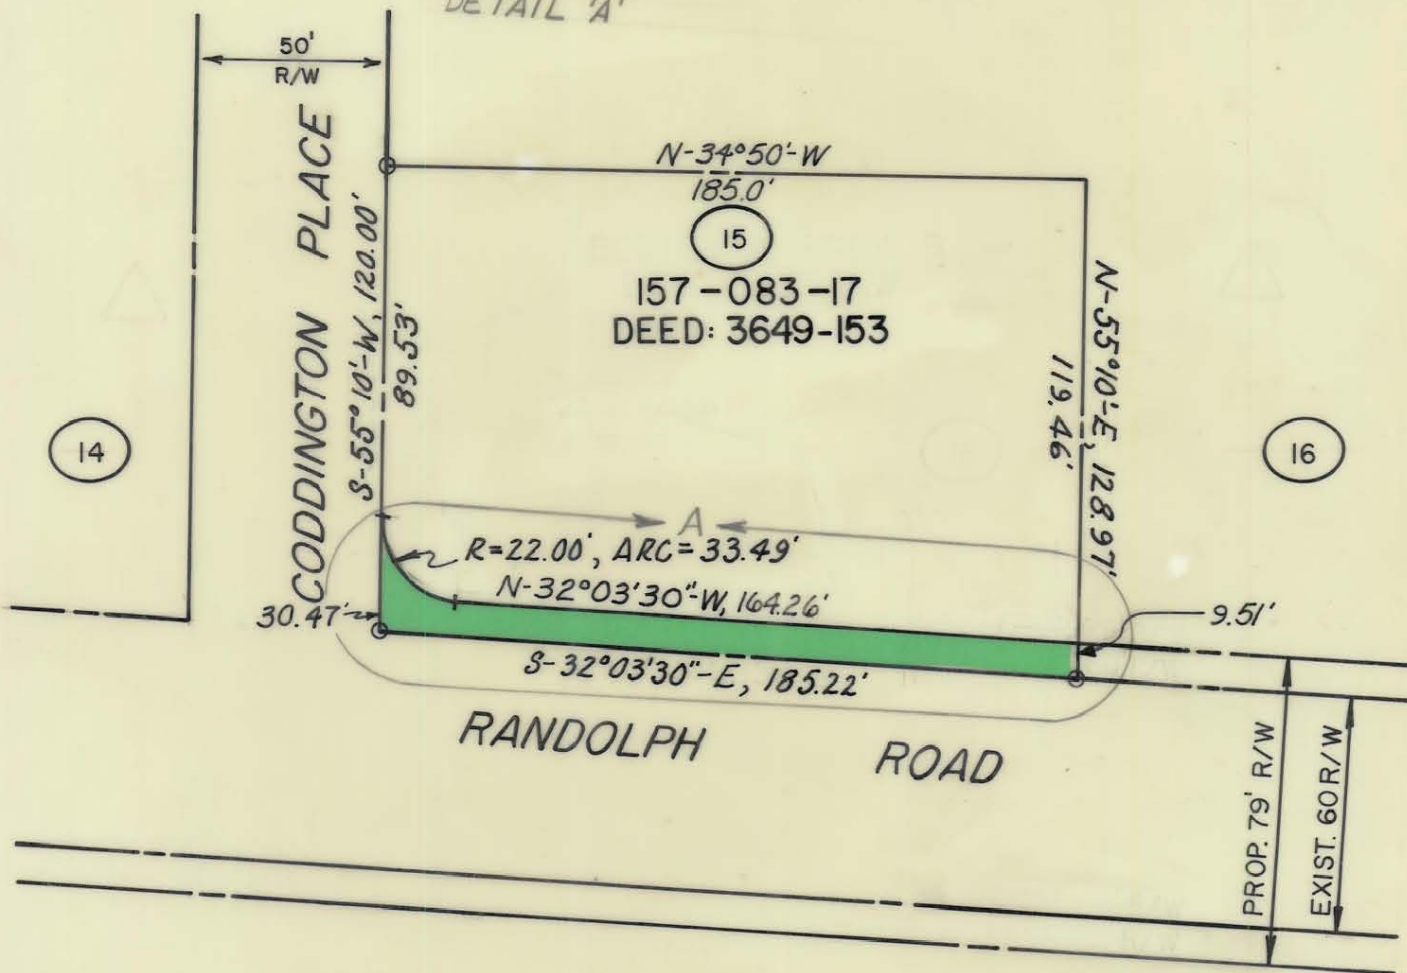 DETAIL 'A'
50'
R/W
CODDINGTON PLACE
S-55°10'-W, 120.00'
89.53'
N-34°50'-W
185.0'
15
157-083-17
DEED: 3649-153
N-55°10'-E, 128.97'
119.46'
14
16
A
R=22.00', ARC=33.49'
N-32°03'30"-W, 164.26'
30.47'
9.51'
S-32°03'30"-E, 185.22'
RANDOLPH ROAD
PROP. 79' R/W
EXIST. 60 R/W